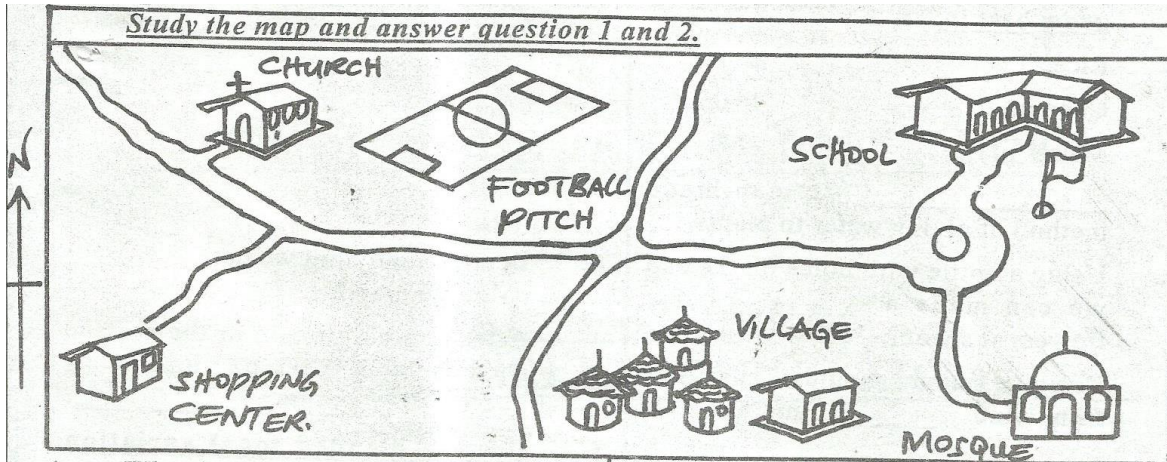 Study the map and answer question 1 and 2.
CHURCH
FOOTBALL
PITCH
SCHOOL
N
VILLAGE
SHOPPING
CENTER.
MOSQUE